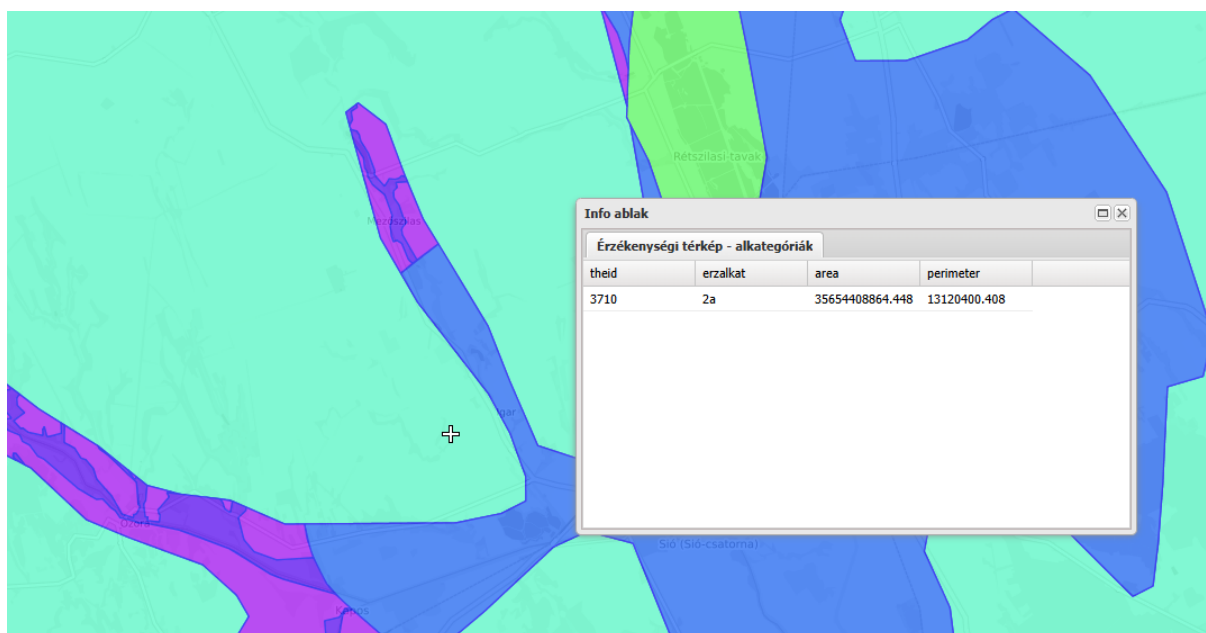 Rétszilasi-tavak
Mezőszilas
Info ablak
Érzékenységi térkép - alkategóriák
theid erzalkat area perimeter
3710 2a 35654408864.448 13120400.408
Igar
Ozora
Sió (Sió-csatorna)
Kapos